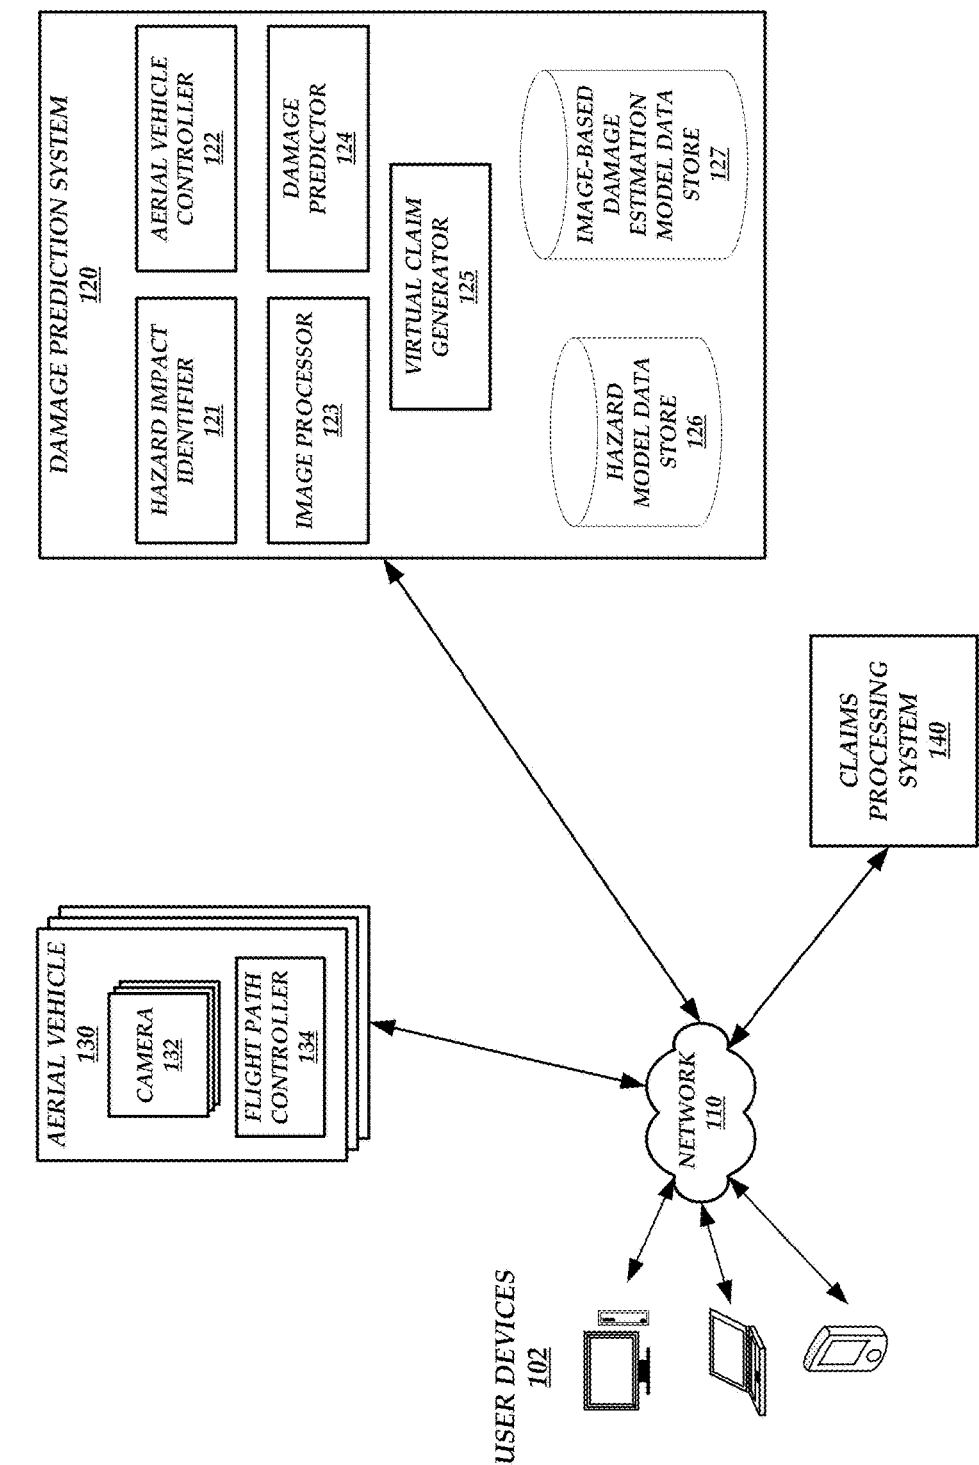 USER DEVICES
102
NETWORK
110
AERIAL VEHICLE
130
CAMERA
132
FLIGHT PATH
CONTROLLER
134
CLAIMS
PROCESSING
SYSTEM
140
DAMAGE PREDICTION SYSTEM
120
HAZARD IMPACT
IDENTIFIER
121
AERIAL VEHICLE
CONTROLLER
122
IMAGE PROCESSOR
123
DAMAGE
PREDICTOR
124
VIRTUAL CLAIM
GENERATOR
125
HAZARD
MODEL DATA
STORE
126
IMAGE-BASED
DAMAGE
ESTIMATION
MODEL DATA
STORE
127